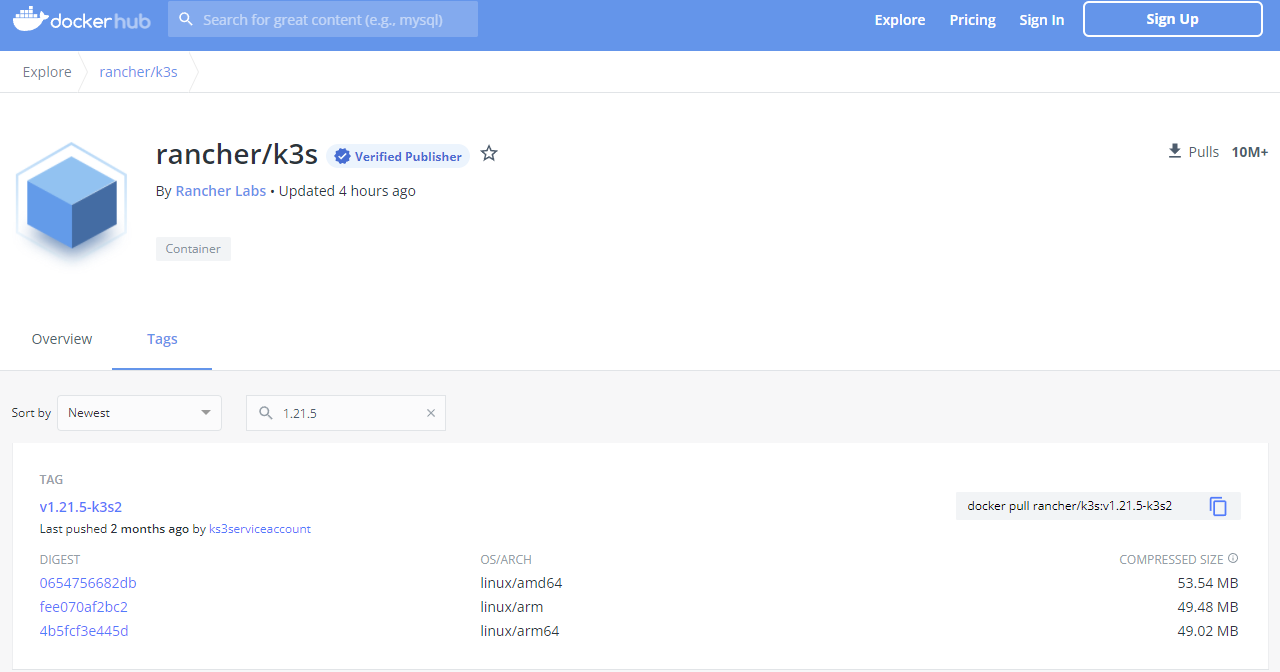 docker hub Search for great content (e.g., mysql) Explore Pricing Sign In Sign Up
Explore rancher/k3s
rancher/k3s Verified Publisher Pulls 10M+
By Rancher Labs • Updated 4 hours ago
Container
Overview Tags
Sort by Newest 1.21.5
TAG
v1.21.5-k3s2 docker pull rancher/k3s:v1.21.5-k3s2
Last pushed 2 months ago by ks3serviceaccount
DIGEST OS/ARCH COMPRESSED SIZE
0654756682db linux/amd64 53.54 MB
fee070af2bc2 linux/arm 49.48 MB
4b5fcf3e445d linux/arm64 49.02 MB